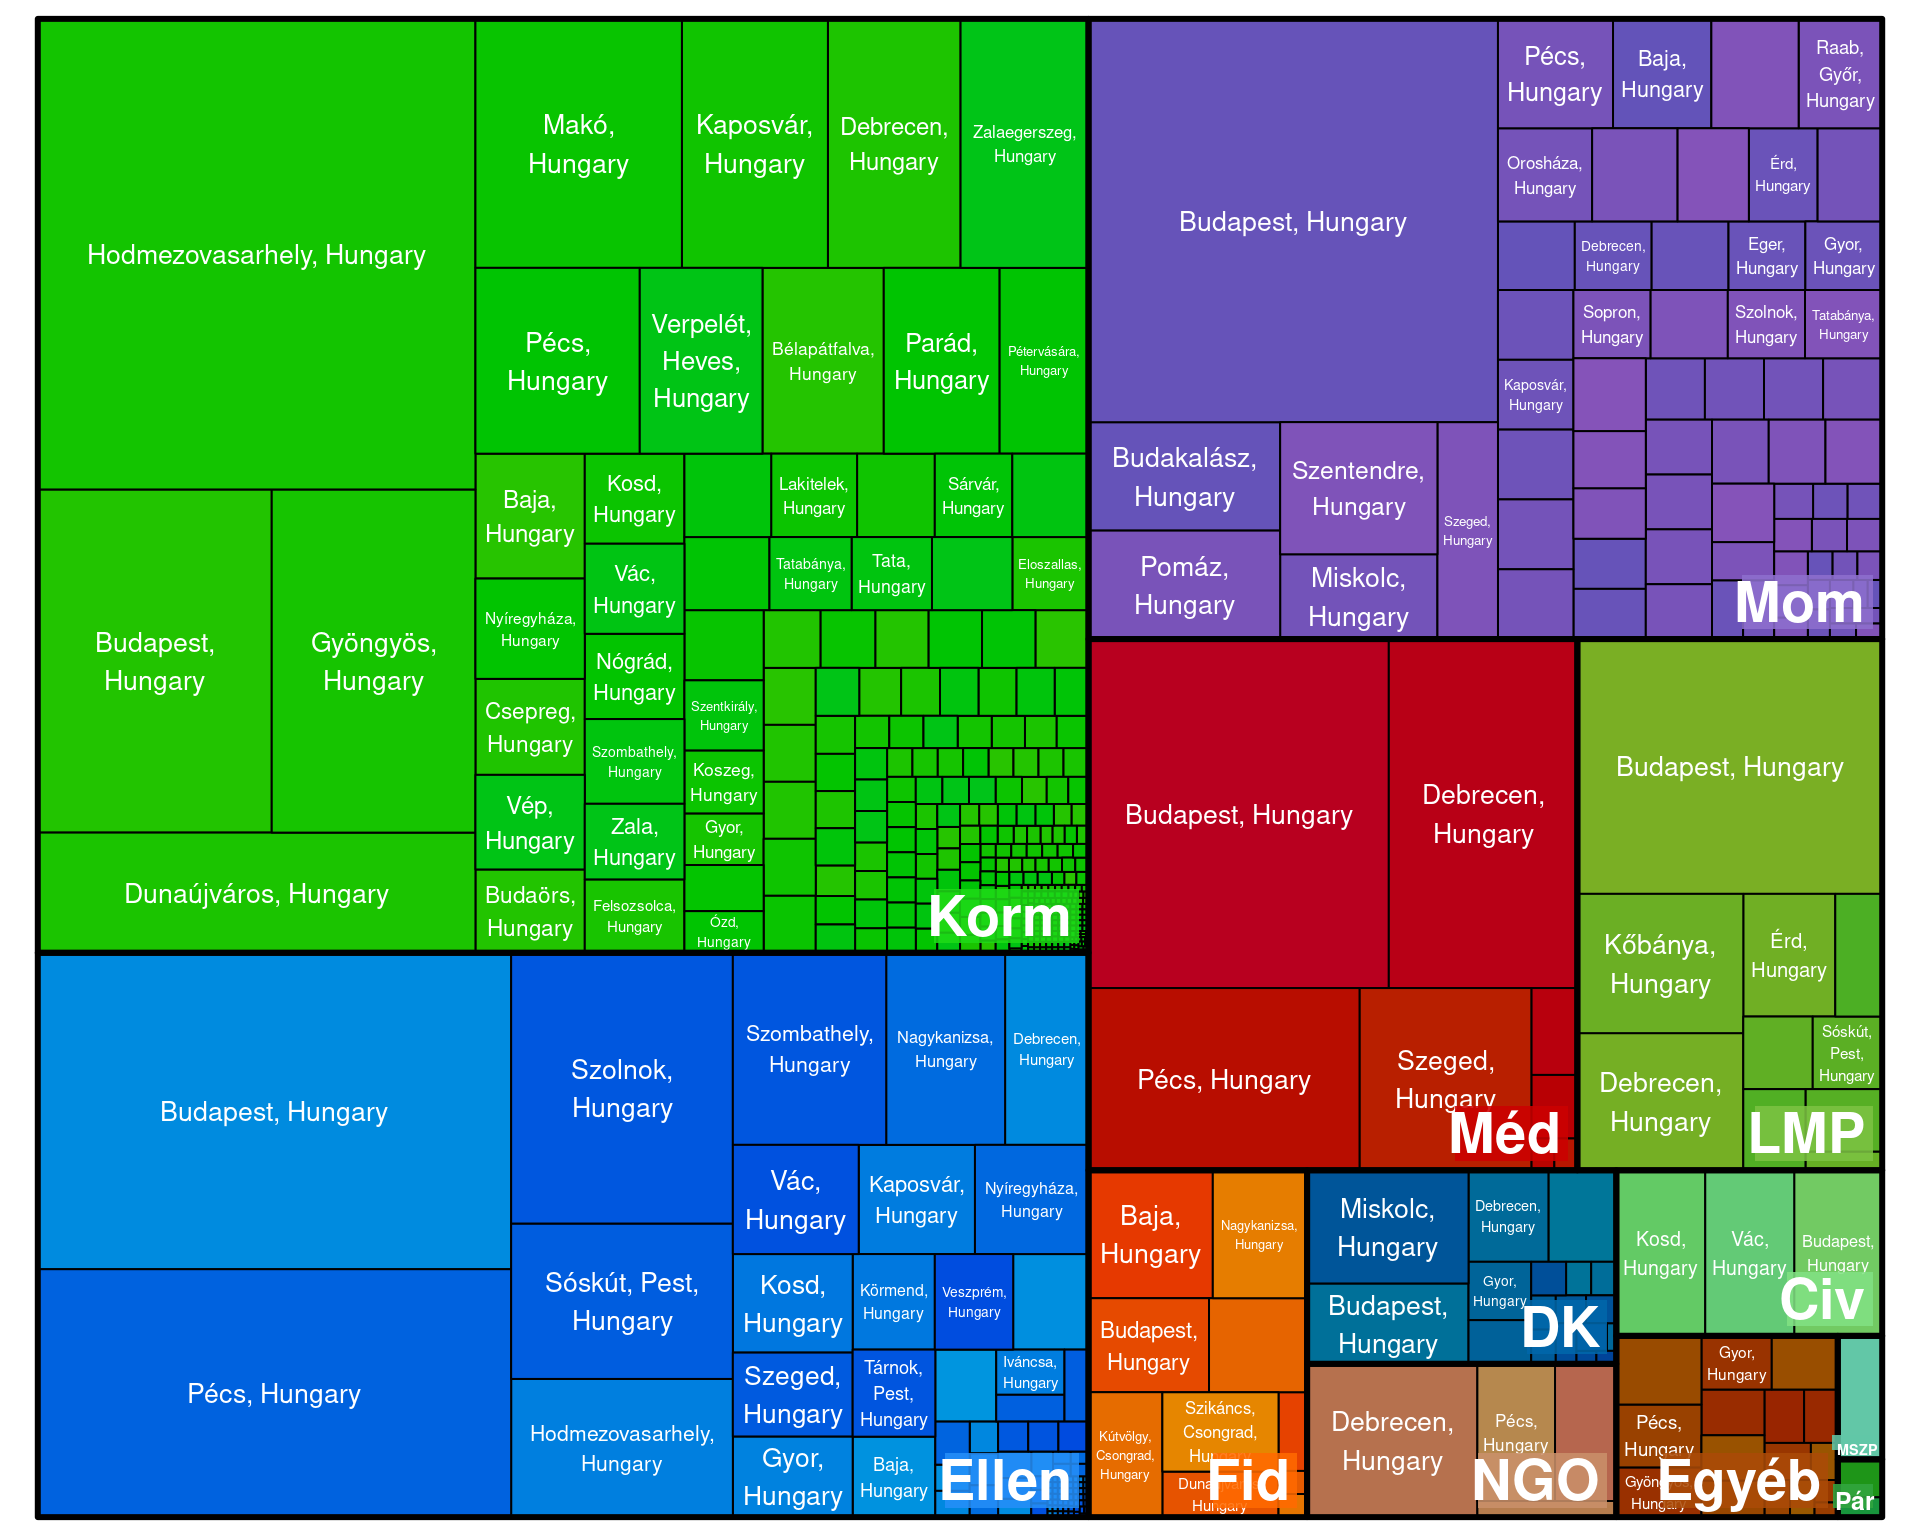 Hodmezovasarhely, Hungary
Makó,
Hungary
Kaposvár,
Hungary
Debrecen,
Hungary
Zalaegerszeg,
Hungary
Pécs,
Hungary
Verpelét,
Heves,
Hungary
Bélapátfalva,
Hungary
Parád,
Hungary
Pétervására,
Hungary
Budapest,
Hungary
Gyöngyös,
Hungary
Dunaújváros, Hungary
Baja,
Hungary
Nyíregyháza,
Hungary
Csepreg,
Hungary
Vép,
Hungary
Budaörs,
Hungary
Kosd,
Hungary
Vác,
Hungary
Nógrád,
Hungary
Szombathely,
Hungary
Zala,
Hungary
Felsozsolca,
Hungary
Lakitelek,
Hungary
Sárvár,
Hungary
Tatabánya,
Hungary
Tata,
Hungary
Eloszallas,
Hungary
Szentkirály,
Hungary
Koszeg,
Hungary
Gyor,
Hungary
Ózd,
Hungary
Korm
Budapest, Hungary
Pécs,
Hungary
Baja,
Hungary
Raab,
Győr,
Hungary
Orosháza,
Hungary
Érd,
Hungary
Debrecen,
Hungary
Eger,
Hungary
Gyor,
Hungary
Sopron,
Hungary
Szolnok,
Hungary
Tatabánya,
Hungary
Kaposvár,
Hungary
Budakalász,
Hungary
Pomáz,
Hungary
Szentendre,
Hungary
Miskolc,
Hungary
Szeged,
Hungary
Mom
Budapest, Hungary
Debrecen,
Hungary
Pécs, Hungary
Szeged,
Hungary
Méd
Budapest, Hungary
Kőbánya,
Hungary
Érd,
Hungary
Debrecen,
Hungary
Sóskút,
Pest,
Hungary
LMP
Budapest, Hungary
Pécs, Hungary
Szolnok,
Hungary
Sóskút, Pest,
Hungary
Hodmezovasarhely,
Hungary
Szombathely,
Hungary
Nagykanizsa,
Hungary
Debrecen,
Hungary
Vác,
Hungary
Kaposvár,
Hungary
Nyíregyháza,
Hungary
Kosd,
Hungary
Körmend,
Hungary
Veszprém,
Hungary
Szeged,
Hungary
Tárnok,
Pest,
Hungary
Iváncsa,
Hungary
Gyor,
Hungary
Baja,
Hungary
Ellen
Baja,
Hungary
Nagykanizsa,
Hungary
Budapest,
Hungary
Kútvölgy,
Csongrad,
Hungary
Szikáncs,
Csongrad,
Hungary
Fid
Miskolc,
Hungary
Debrecen,
Hungary
Budapest,
Hungary
Gyor,
Hungary
DK
Debrecen,
Hungary
Pécs,
Hungary
NGO
Kosd,
Hungary
Vác,
Hungary
Budapest,
Hungary
Civ
Gyor,
Hungary
Pécs,
Hungary
Egyéb
MSZP
Pár